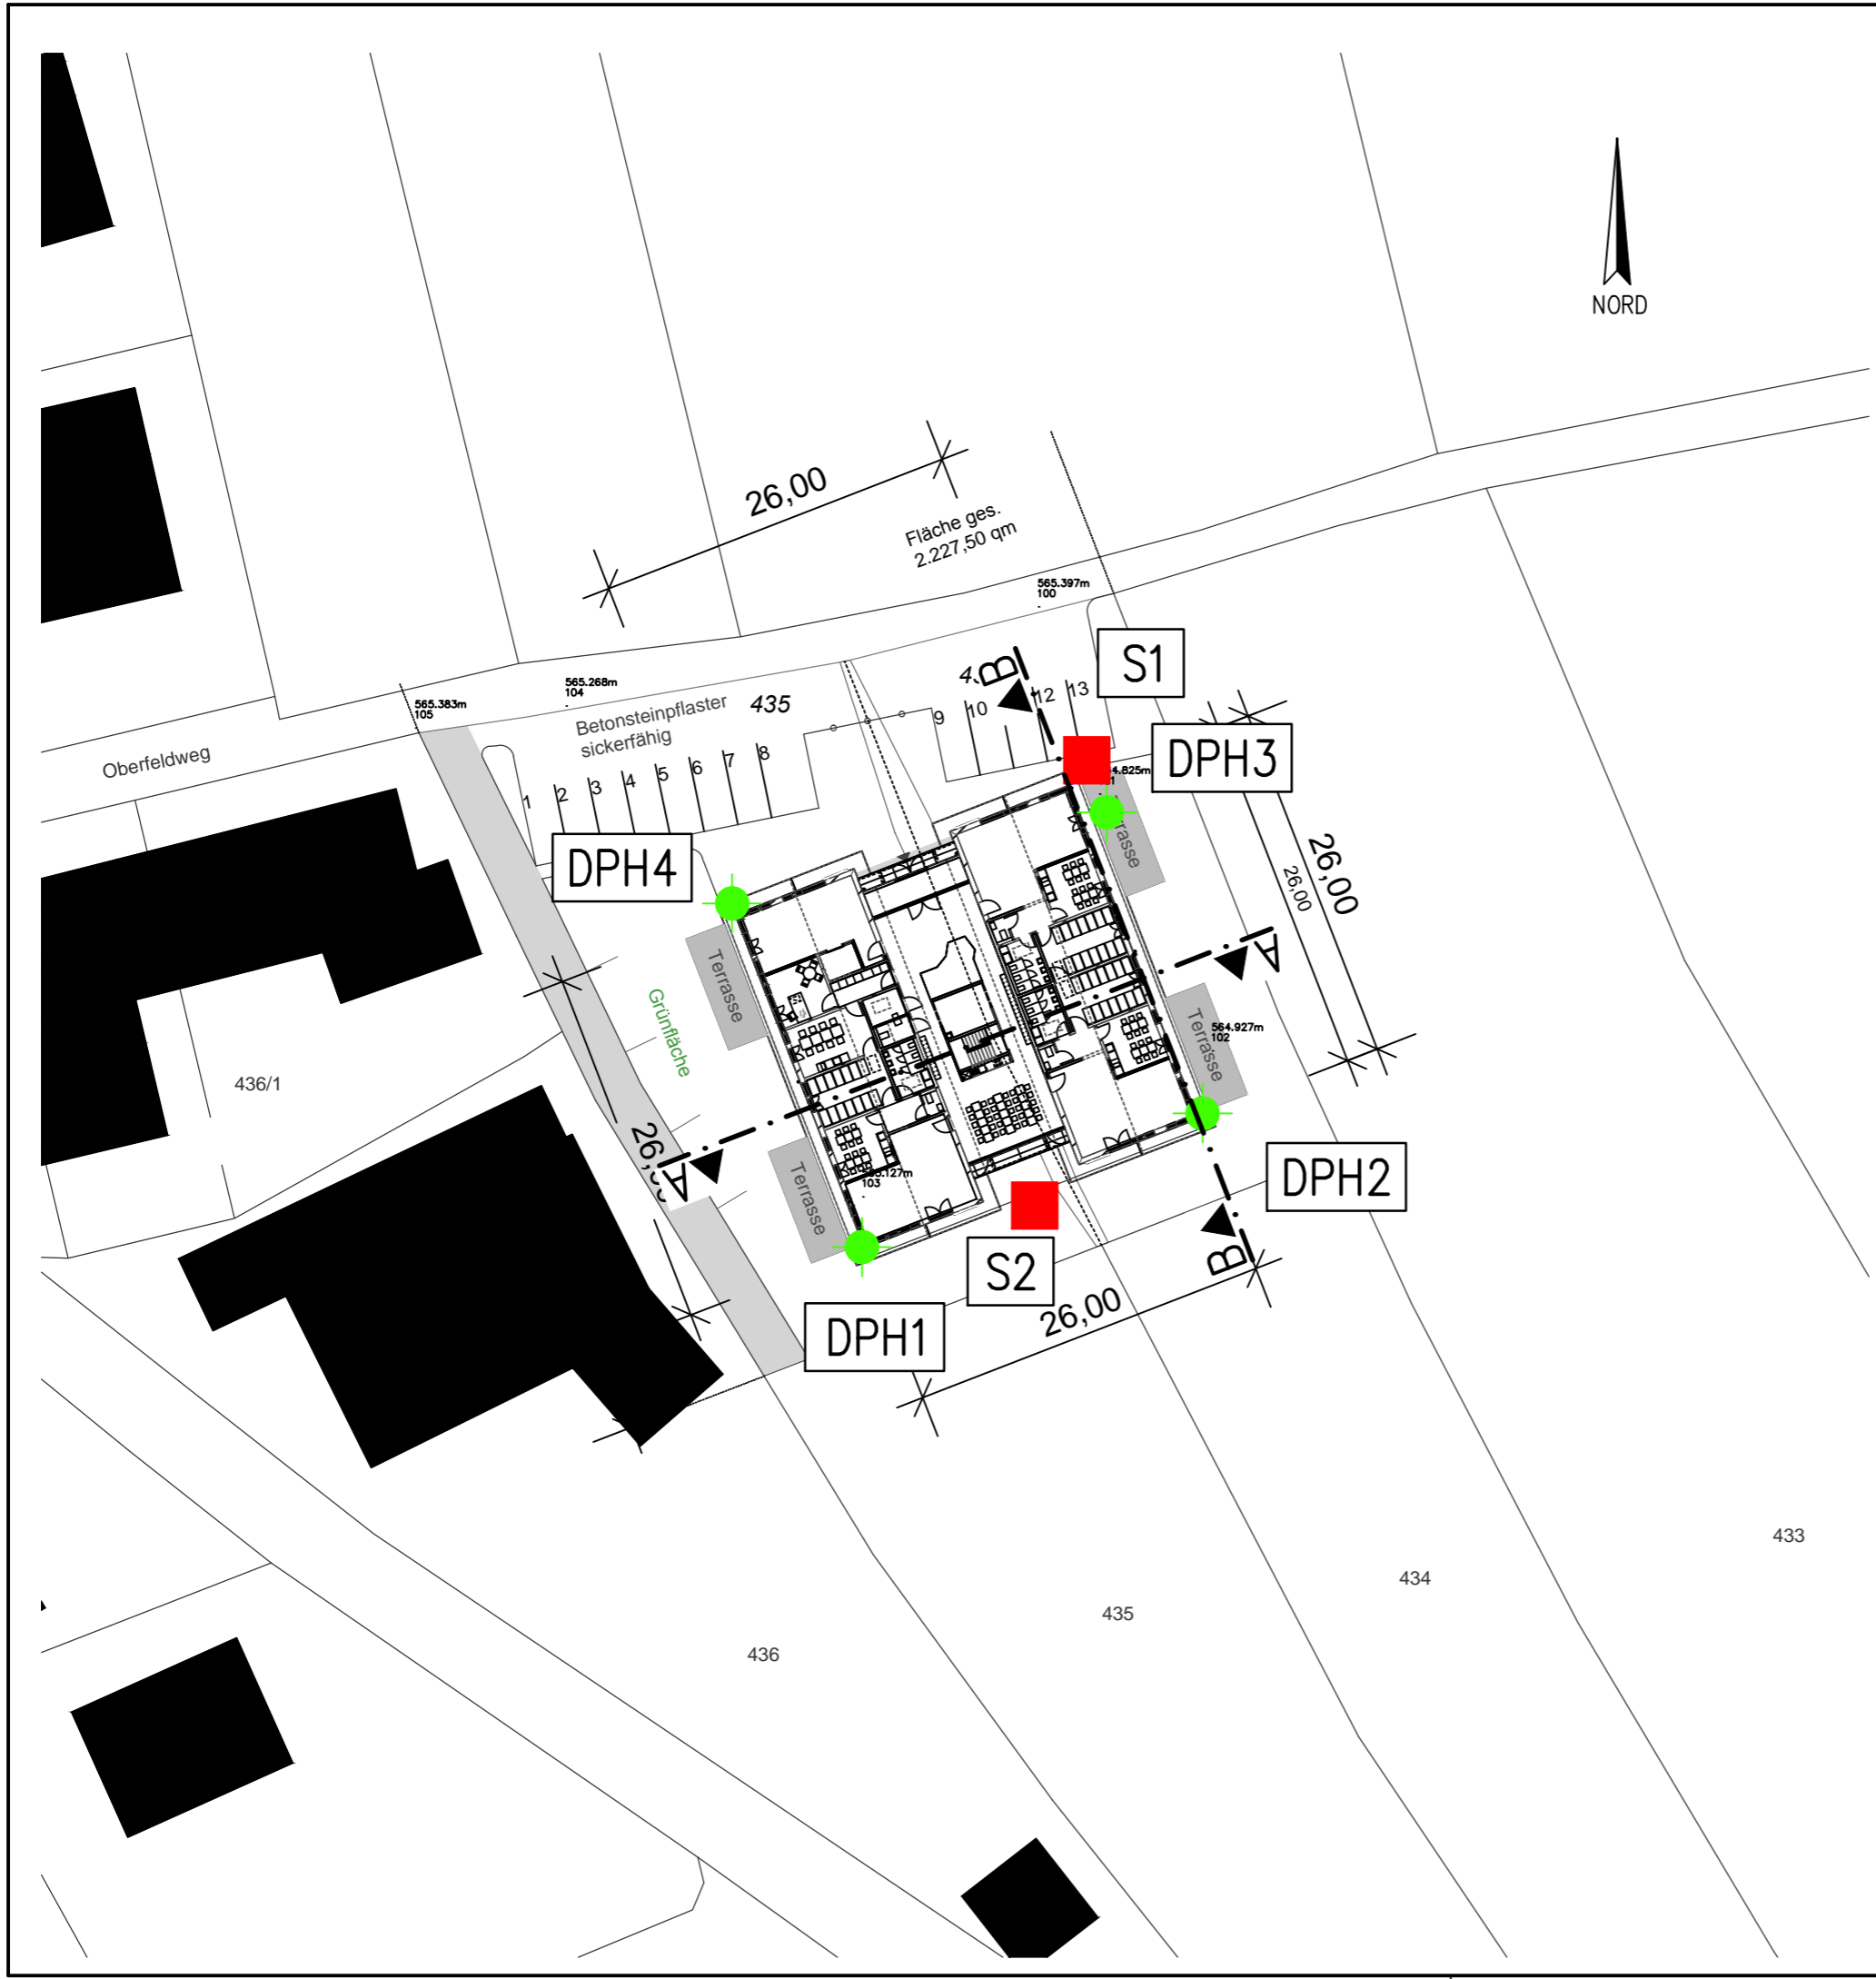 NORD
26,00
Fläche ges.
2.227,50 qm
565.397m
100
S1
B
565.268m
104
565.383m
105
Betonsteinpflaster
sickerfähig
435
Oberfeldweg
9
10
12
13
1
2
3
4
5
6
7
8
DPH3
DPH4
Terrasse
26,00
26,00
A
Terrasse
Grünfläche
Terrasse
564.927m
102
436/1
A
103
Terrasse
DPH2
B
S2
26,00
DPH1
433
434
435
436